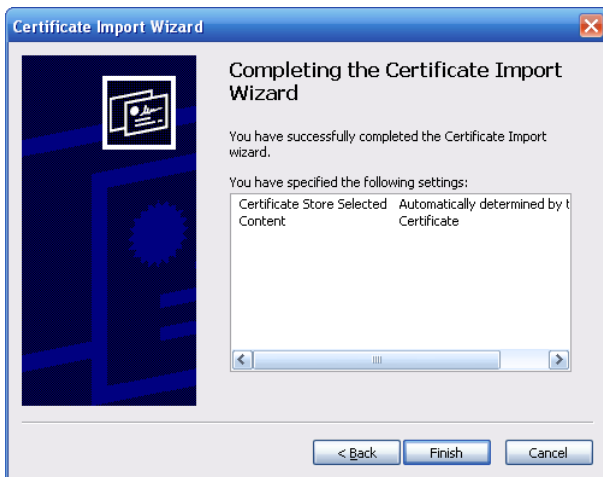 Certificate Import Wizard
Completing the Certificate Import
Wizard
You have successfully completed the Certificate Import
wizard.
You have specified the following settings:
Certificate Store Selected Automatically determined by t
Content Certificate
< Back Finish Cancel